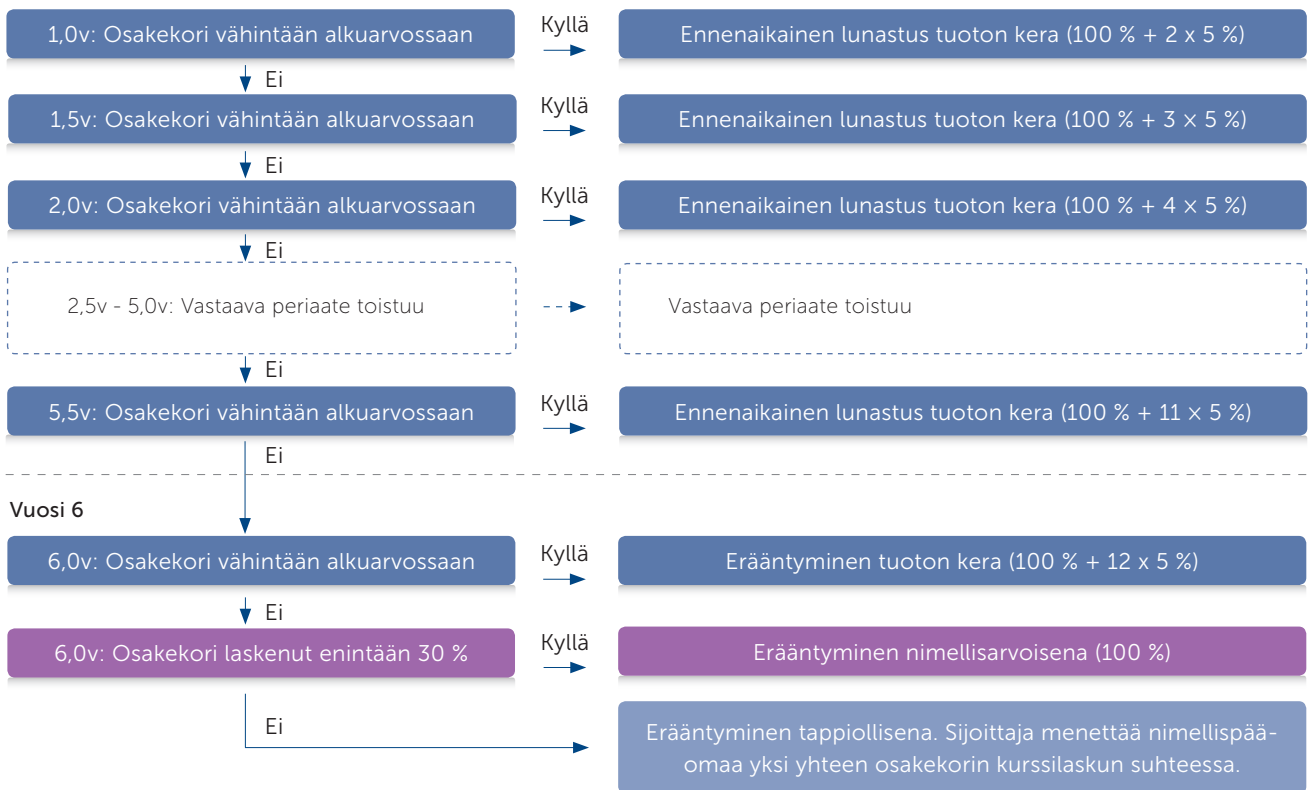 1,0v: Osakekori vähintään alkuarvossaan
Kyllä
Ennenaikainen lunastus tuoton kera (100 % + 2 x 5 %)
Ei
1,5v: Osakekori vähintään alkuarvossaan
Kyllä
Ennenaikainen lunastus tuoton kera (100 % + 3 × 5 %)
Ei
2,0v: Osakekori vähintään alkuarvossaan
Kyllä
Ennenaikainen lunastus tuoton kera (100 % + 4 × 5 %)
Ei
2,5v - 5,0v: Vastaava periaate toistuu
Vastaava periaate toistuu
Ei
5,5v: Osakekori vähintään alkuarvossaan
Kyllä
Ennenaikainen lunastus tuoton kera (100 % + 11 × 5 %)
Ei
Vuosi 6
6,0v: Osakekori vähintään alkuarvossaan
Kyllä
Erääntyminen tuoton kera (100 % + 12 x 5 %)
Ei
6,0v: Osakekori laskenut enintään 30 %
Kyllä
Erääntyminen nimellisarvoisena (100 %)
Ei
Erääntyminen tappiollisena. Sijoittaja menettää nimellispää-
omaa yksi yhteen osakekorin kurssilaskun suhteessa.